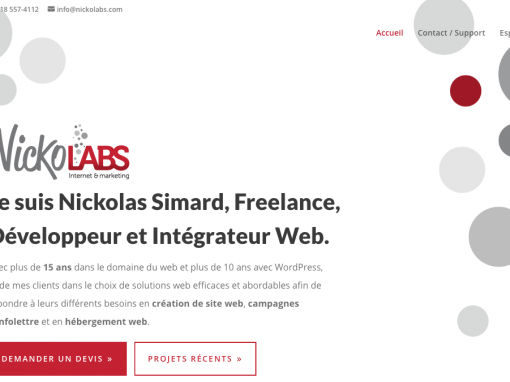 18 557-4112 info@nickolabs.com
Accueil Contact / Support Esp
NickoLABS
Internet & marketing
e suis Nickolas Simard, Freelance,
Développeur et Intégrateur Web.
ec plus de 15 ans dans le domaine du web et plus de 10 ans avec WordPress,
de mes clients dans le choix de solutions web efficaces et abordables afin de
pondre à leurs différents besoins en création de site web, campagnes
infolettre et en hébergement web.
DEMANDER UN DEVIS » PROJETS RÉCENTS »